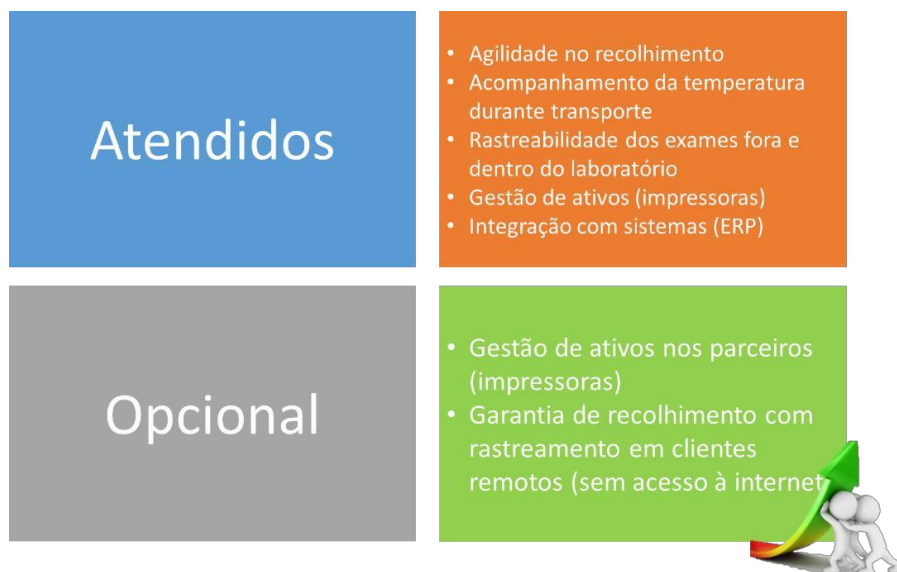 Atendidos
• Agilidade no recolhimento
• Acompanhamento da temperatura
durante transporte
• Rastreabilidade dos exames fora e
dentro do laboratório
• Gestão de ativos (impressoras)
• Integração com sistemas (ERP)
Opcional
• Gestão de ativos nos parceiros
(impressoras)
• Garantia de recolhimento com
rastreamento em clientes
remotos (sem acesso à internet